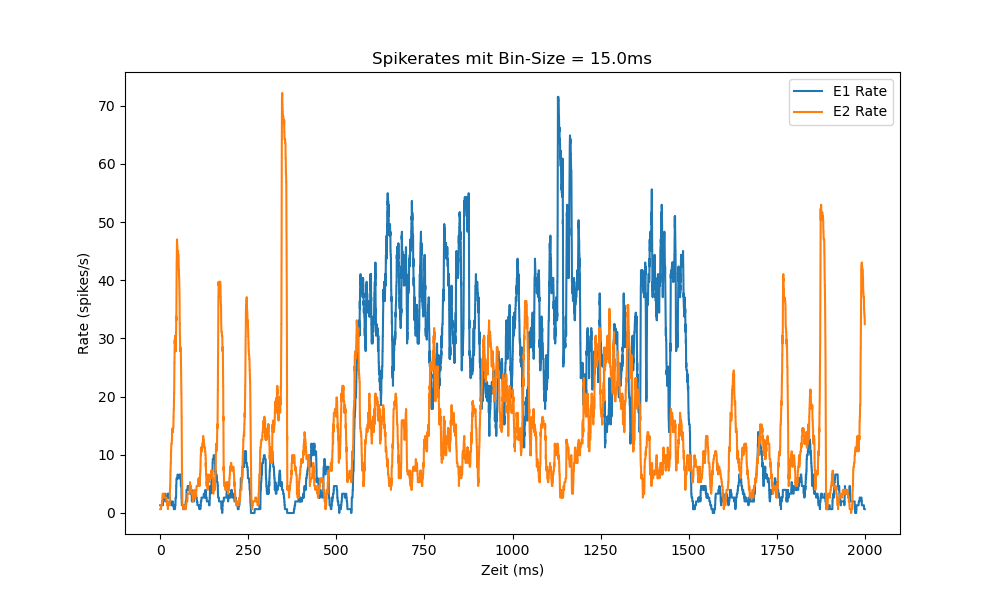 Spikerates mit Bin-Size = 15.0ms
E1 Rate
E2 Rate
Rate (spikes/s)
70
60
50
40
30
20
10
0
0 250 500 750 1000 1250 1500 1750 2000
Zeit (ms)